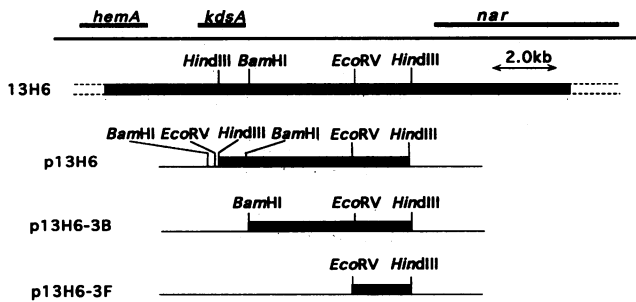 hemA kdsA nar
HindIII BamHI EcoRV HindIII 2.0kb
13H6
BamHI EcoRV HindIII BamHI EcoRV HindIII
p13H6
BamHI EcoRV HindIII
p13H6-3B
EcoRV HindIII
p13H6-3F